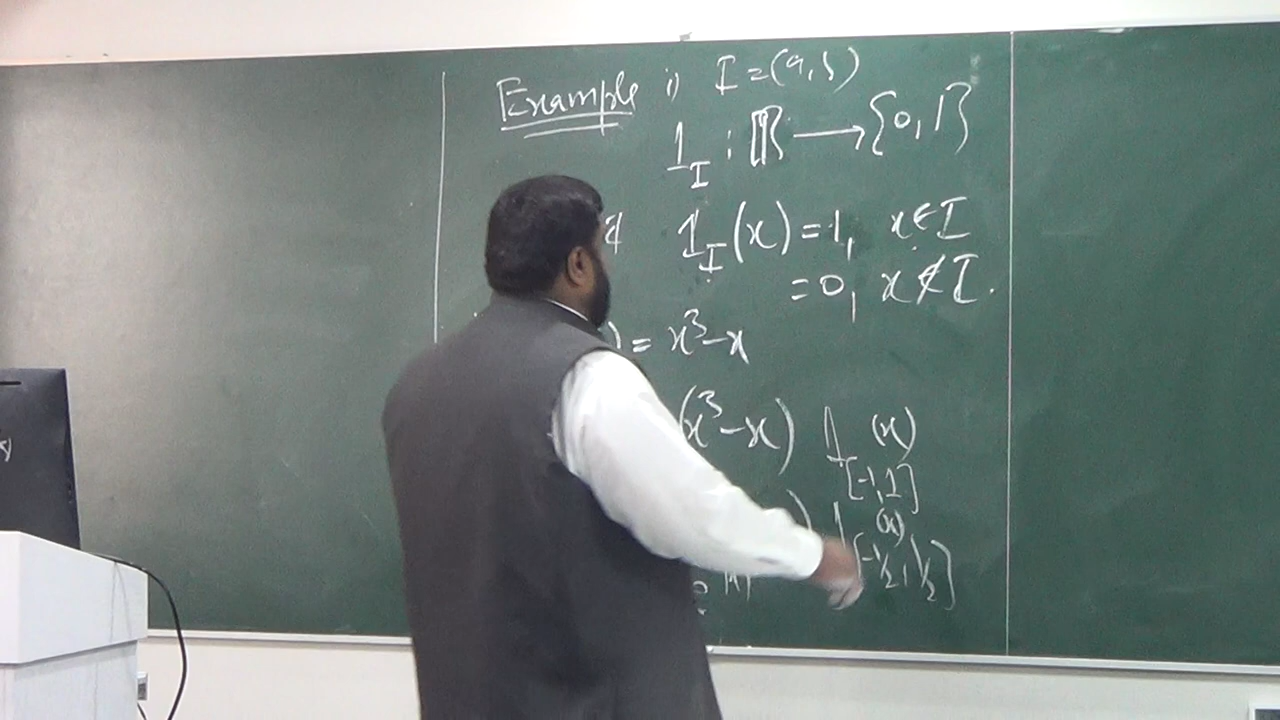 Example i) I = (a, b)
1_I : ℝ ⟶ {0, 1}
1_I(x) = 1, x ∈ I
= 0, x ∉ I.
) = x³ - x
(x³ - x) 1_[-1, 1] (x)
) 1_[-1/2, 1/2] (x)